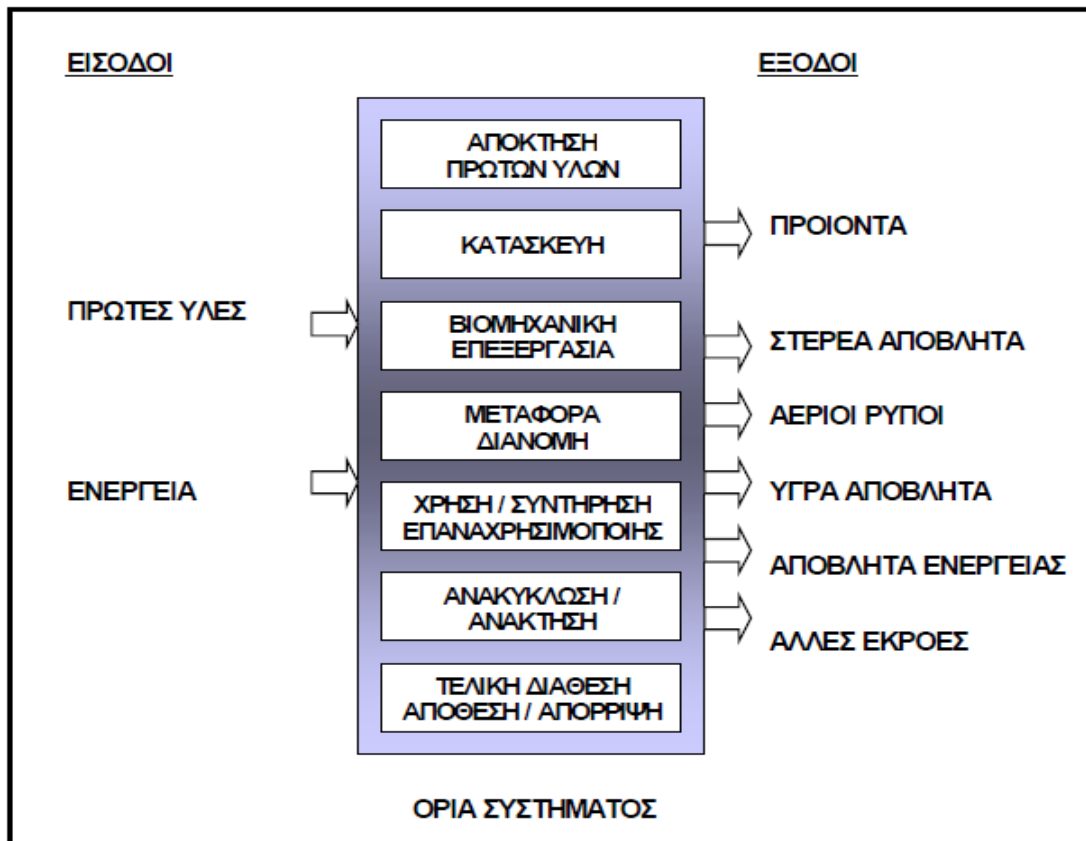 ΕΙΣΟΔΟΙ
ΕΞΟΔΟΙ
ΑΠΟΚΤΗΣΗ
ΠΡΩΤΩΝ ΥΛΩΝ
ΚΑΤΑΣΚΕΥΗ
ΠΡΟΙΟΝΤΑ
ΠΡΩΤΕΣ ΥΛΕΣ
ΒΙΟΜΗΧΑΝΙΚΗ
ΕΠΕΞΕΡΓΑΣΙΑ
ΣΤΕΡΕΑ ΑΠΟΒΛΗΤΑ
ΜΕΤΑΦΟΡΑ
ΔΙΑΝΟΜΗ
ΑΕΡΙΟΙ ΡΥΠΟΙ
ΕΝΕΡΓΕΙΑ
ΧΡΗΣΗ / ΣΥΝΤΗΡΗΣΗ
ΕΠΑΝΑΧΡΗΣΙΜΟΠΟΙΗΣ
ΥΓΡΑ ΑΠΟΒΛΗΤΑ
ΑΠΟΒΛΗΤΑ ΕΝΕΡΓΕΙΑΣ
ΑΝΑΚΥΚΛΩΣΗ /
ΑΝΑΚΤΗΣΗ
ΑΛΛΕΣ ΕΚΡΟΕΣ
ΤΕΛΙΚΗ ΔΙΑΘΕΣΗ
ΑΠΟΘΕΣΗ / ΑΠΟΡΡΙΨΗ
ΟΡΙΑ ΣΥΣΤΗΜΑΤΟΣ